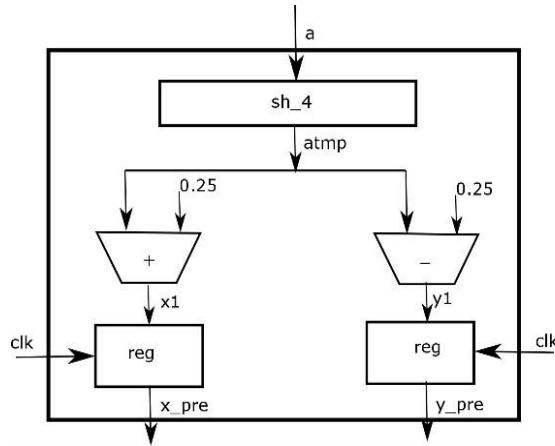 a
sh_4
atmp
0.25
0.25
+
−
x1
y1
clk
reg
reg
clk
x_pre
y_pre